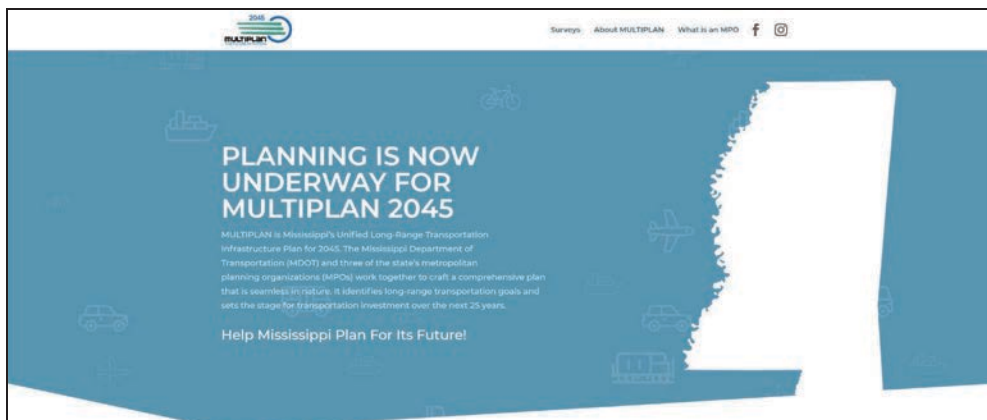 2045
MULTIPLAN
Surveys About MULTIPLAN What is an MPO
PLANNING IS NOW
UNDERWAY FOR
MULTIPLAN 2045
MULTIPLAN is Mississippi's Unified Long-Range Transportation
Infrastructure Plan for 2045. The Mississippi Department of
Transportation (MDOT) and three of the state's metropolitan
planning organizations (MPOs) work together to craft a comprehensive plan
that is seamless in nature. It identifies long-range transportation goals and
sets the stage for transportation investment over the next 25 years.
Help Mississippi Plan For Its Future!